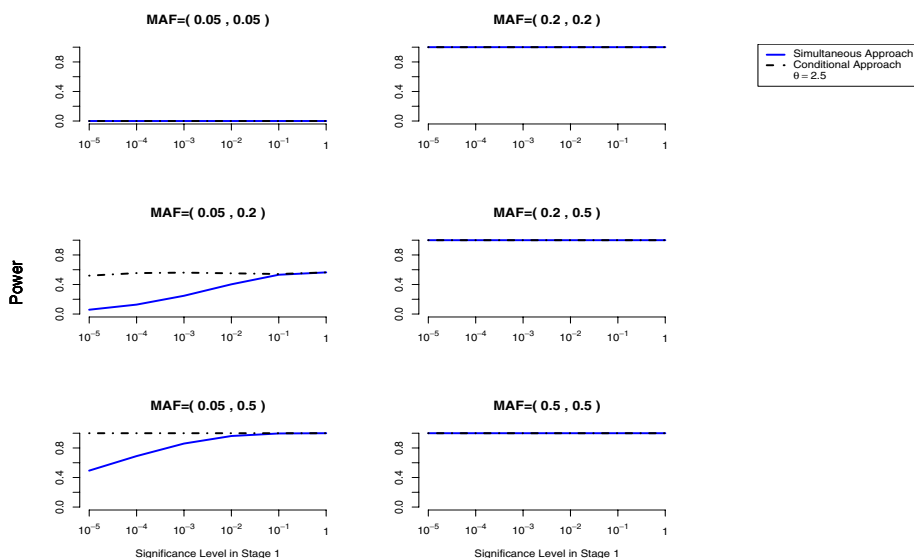 MAF=( 0.05 , 0.05 )
0.0 0.4 0.8
10⁻⁵ 10⁻⁴ 10⁻³ 10⁻² 10⁻¹ 1
MAF=( 0.2 , 0.2 )
0.0 0.4 0.8
10⁻⁵ 10⁻⁴ 10⁻³ 10⁻² 10⁻¹ 1
Simultaneous Approach
Conditional Approach
θ = 2.5
Power
MAF=( 0.05 , 0.2 )
0.0 0.4 0.8
10⁻⁵ 10⁻⁴ 10⁻³ 10⁻² 10⁻¹ 1
MAF=( 0.2 , 0.5 )
0.0 0.4 0.8
10⁻⁵ 10⁻⁴ 10⁻³ 10⁻² 10⁻¹ 1
MAF=( 0.05 , 0.5 )
0.0 0.4 0.8
10⁻⁵ 10⁻⁴ 10⁻³ 10⁻² 10⁻¹ 1
Significance Level in Stage 1
MAF=( 0.5 , 0.5 )
0.0 0.4 0.8
10⁻⁵ 10⁻⁴ 10⁻³ 10⁻² 10⁻¹ 1
Significance Level in Stage 1